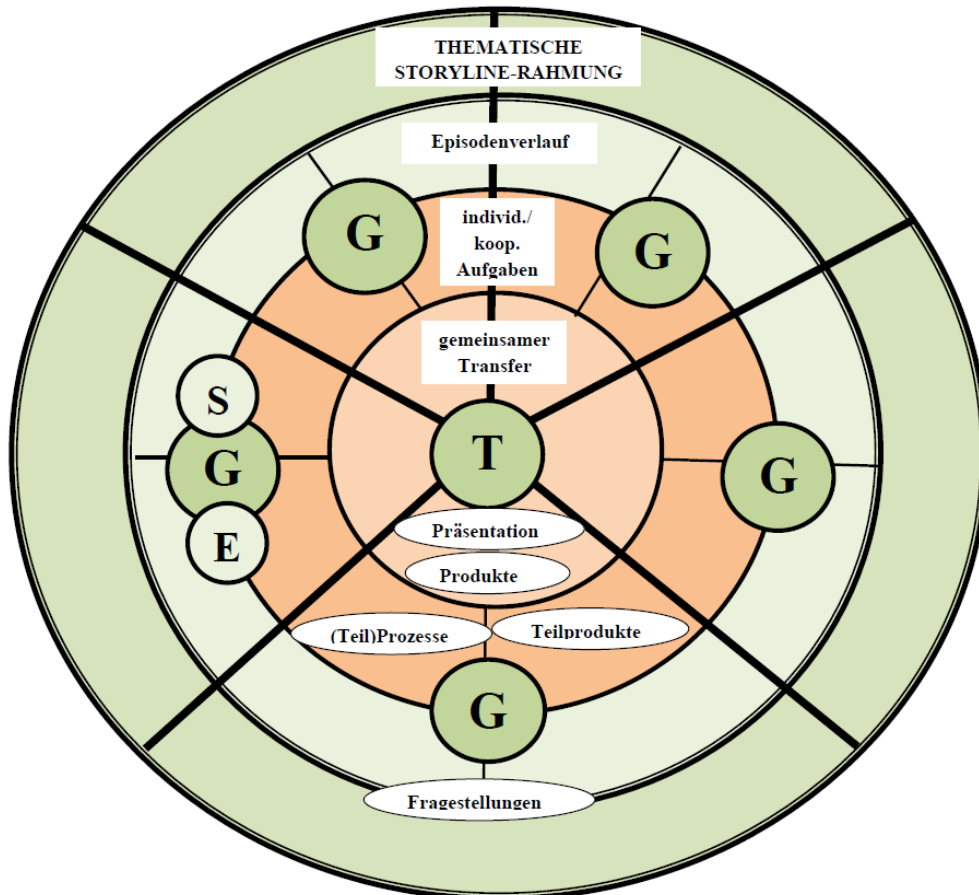 THEMATISCHE
STORYLINE-RAHMUNG
Episodenverlauf
individ./
koop.
Aufgaben
G
G
gemeinsamer
Transfer
S
G
E
T
G
Präsentation
Produkte
(Teil)Prozesse
Teilprodukte
G
Fragestellungen